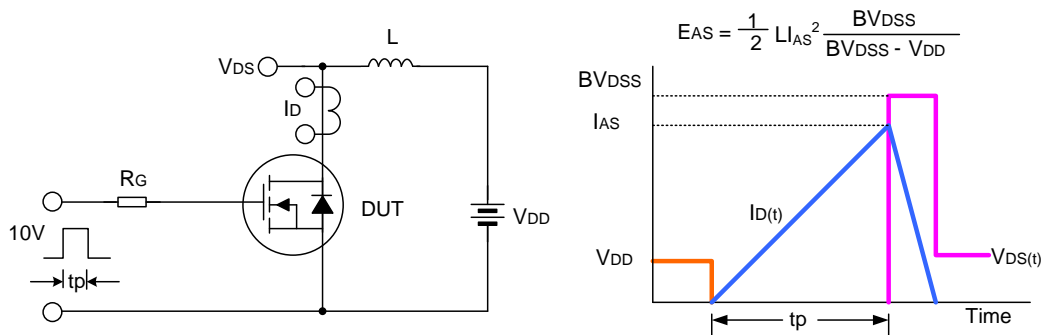 VDS
L
ID
RG
DUT
VDD
10V
tp
EAS = 1/2 LIAS² BVDSS / BVDSS - VDD
BVDSS
IAS
ID(t)
VDD
VDS(t)
tp
Time